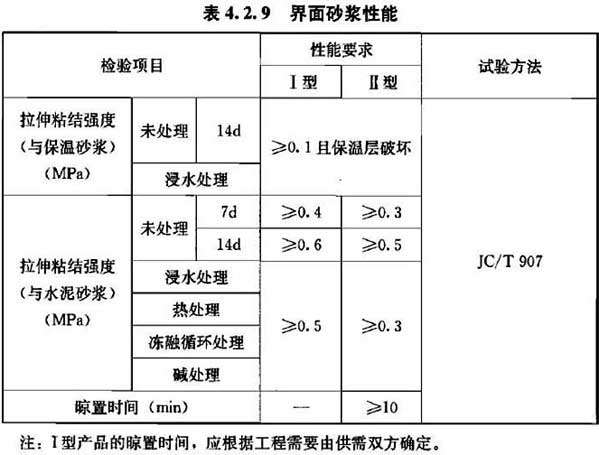 表 4.2.9 界面砂浆性能
检验项目
性能要求
试验方法
Ⅰ型
Ⅱ型
拉伸粘结强度
（与保温砂浆）
（MPa）
未处理
14d
≥0.1且保温层破坏
浸水处理
拉伸粘结强度
（与水泥砂浆）
（MPa）
未处理
7d
≥0.4
≥0.3
14d
≥0.6
≥0.5
浸水处理
热处理
冻融循环处理
碱处理
≥0.5
≥0.3
JC/T 907
晾置时间（min）
—
≥10
注：Ⅰ型产品的晾置时间，应根据工程需要由供需双方确定。